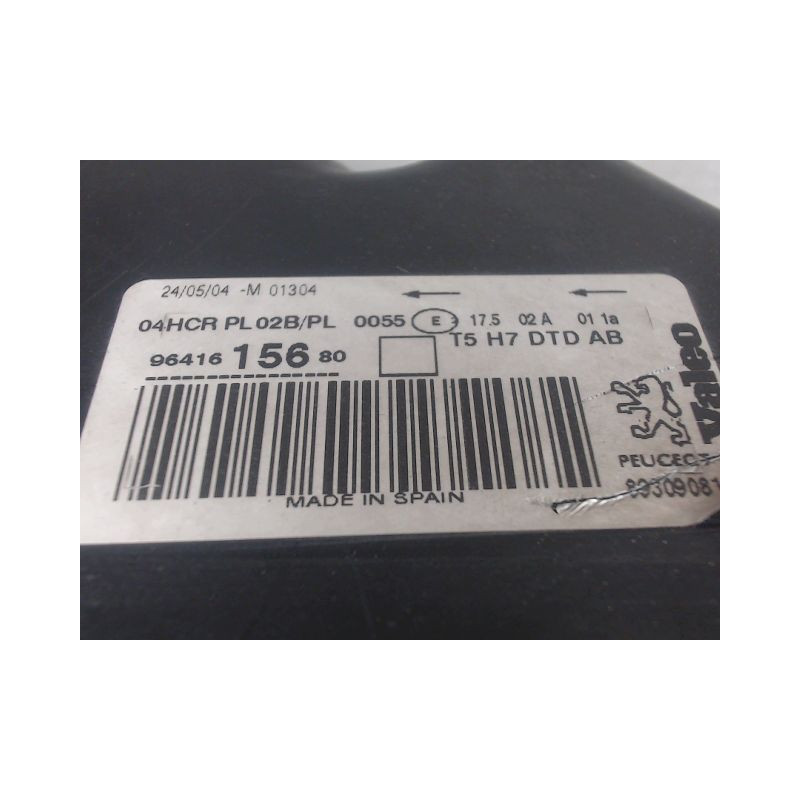 24/05/04 -M 01304
04HCR PL 02B/PL 0055 E 17.5 02 A 01 1a
96416 156 80 T5 H7 DTD AB
Valeo
PEUGEOT
MADE IN SPAIN